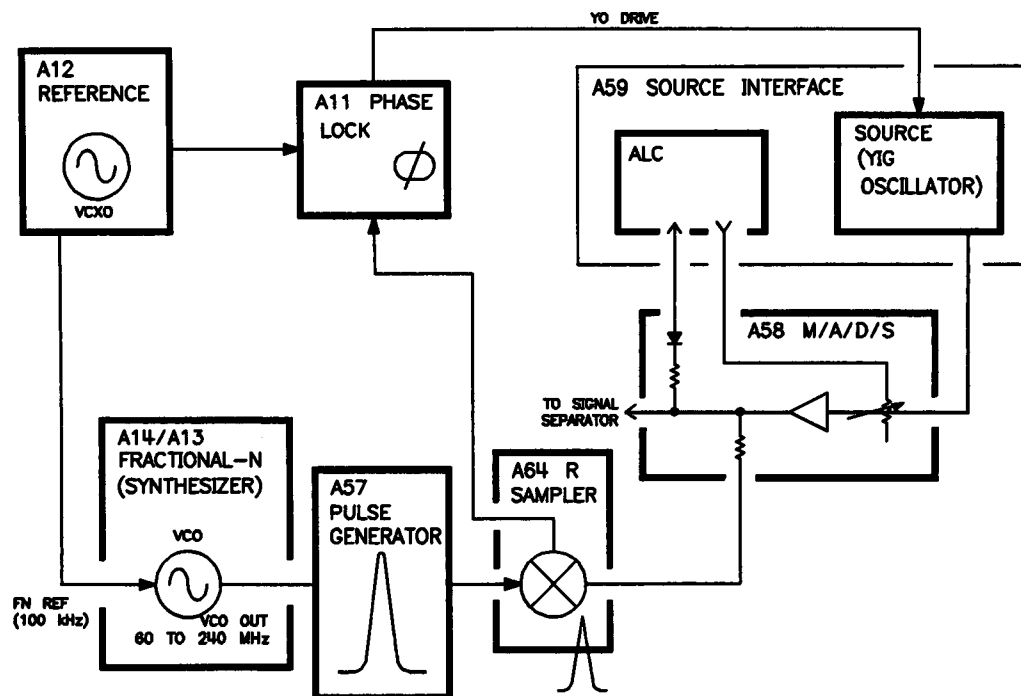 YO DRIVE
A12
REFERENCE
VCXO
A11 PHASE
LOCK
A59 SOURCE INTERFACE
ALC
SOURCE
(YIG
OSCILLATOR)
A58 M/A/D/S
TO SIGNAL
SEPARATOR
A14/A13
FRACTIONAL-N
(SYNTHESIZER)
VCO
FN REF
(100 kHz)
VCO OUT
60 TO 240 MHz
A57
PULSE
GENERATOR
A64 R
SAMPLER